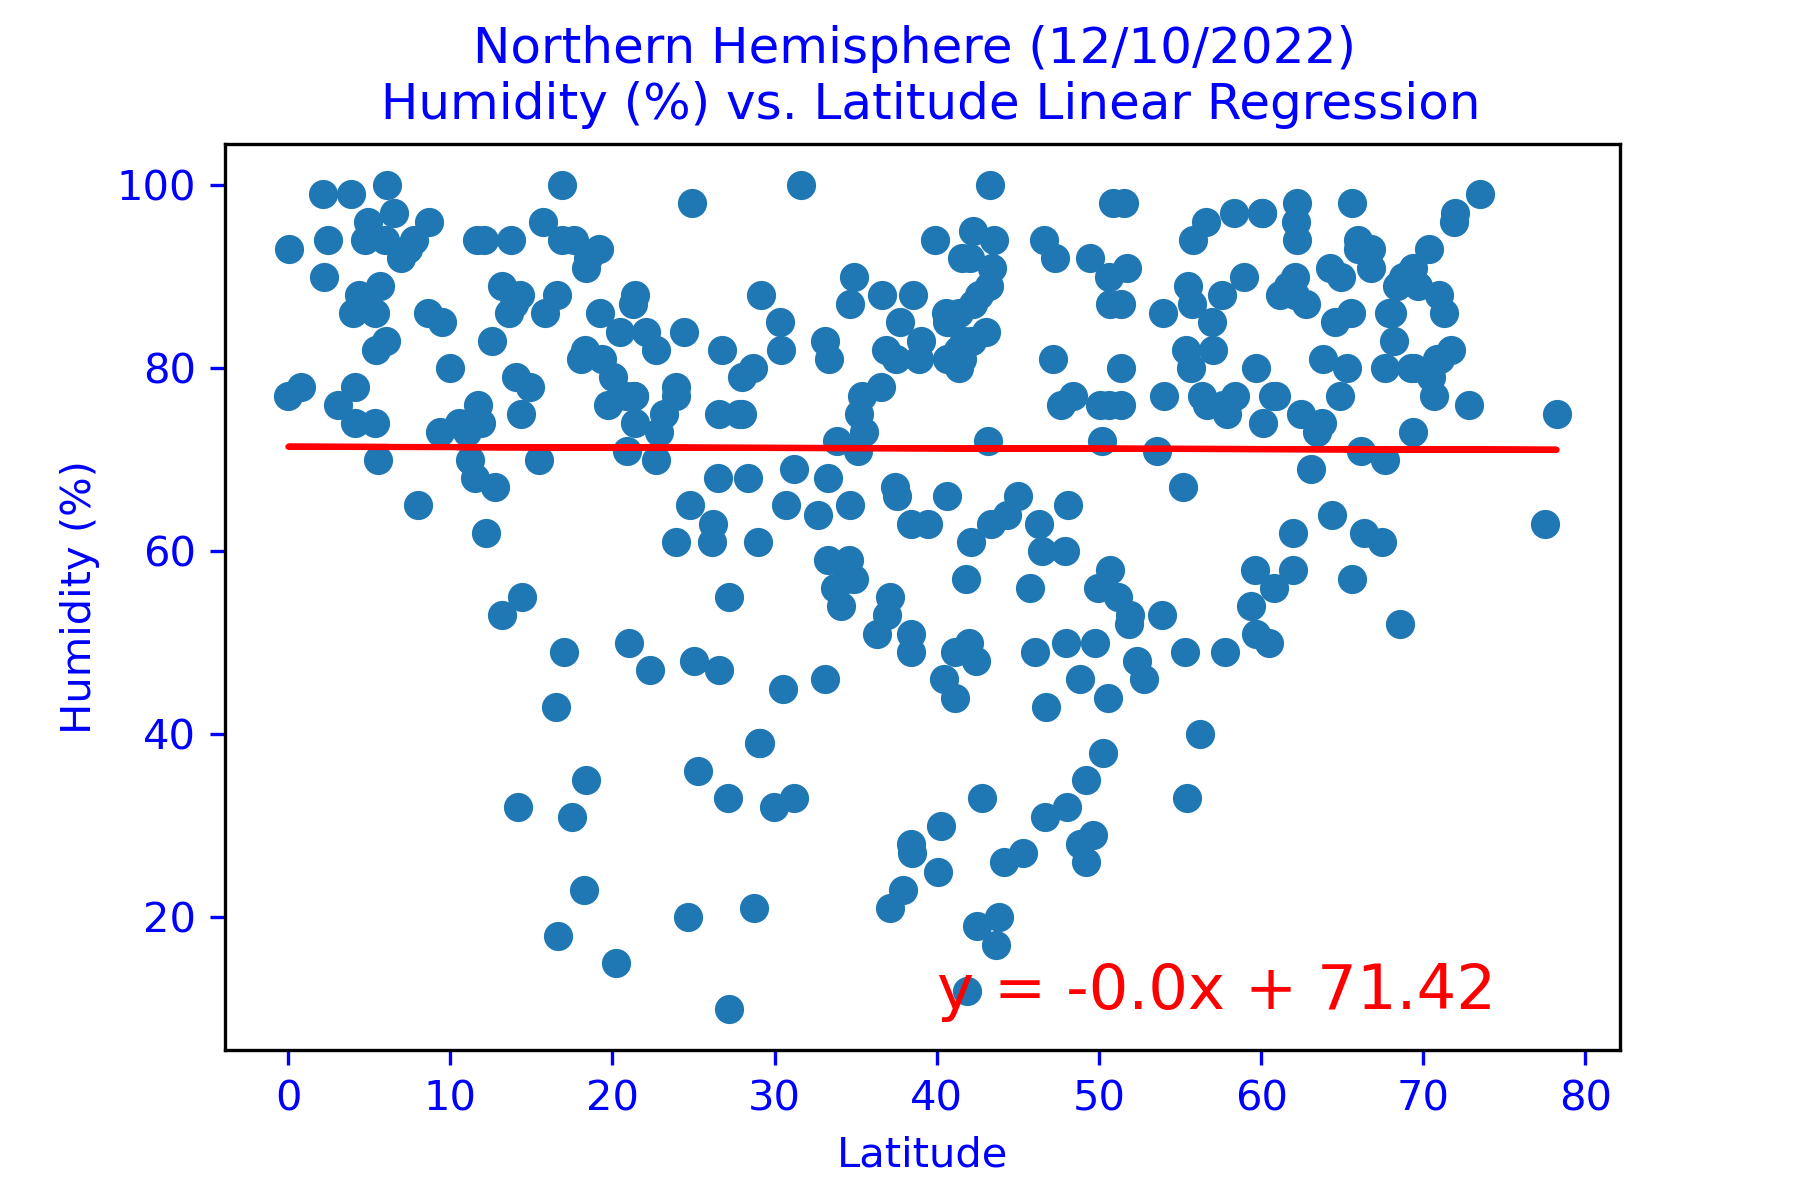 Northern Hemisphere (12/10/2022)
Humidity (%) vs. Latitude Linear Regression
Humidity (%)
100
80
60
40
20
y = -0.0x + 71.42
0 10 20 30 40 50 60 70 80
Latitude